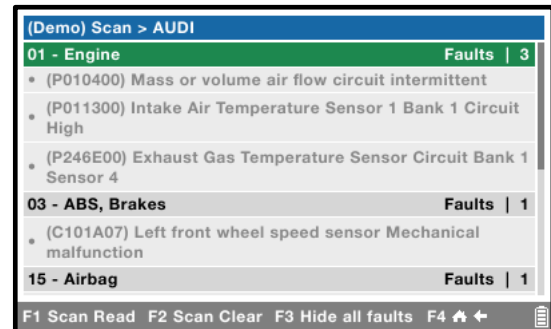 (Demo) Scan > AUDI
01 - Engine Faults | 3
• (P010400) Mass or volume air flow circuit intermittent
• (P011300) Intake Air Temperature Sensor 1 Bank 1 Circuit
High
• (P246E00) Exhaust Gas Temperature Sensor Circuit Bank 1
Sensor 4
03 - ABS, Brakes Faults | 1
• (C101A07) Left front wheel speed sensor Mechanical
malfunction
15 - Airbag Faults | 1
F1 Scan Read F2 Scan Clear F3 Hide all faults F4